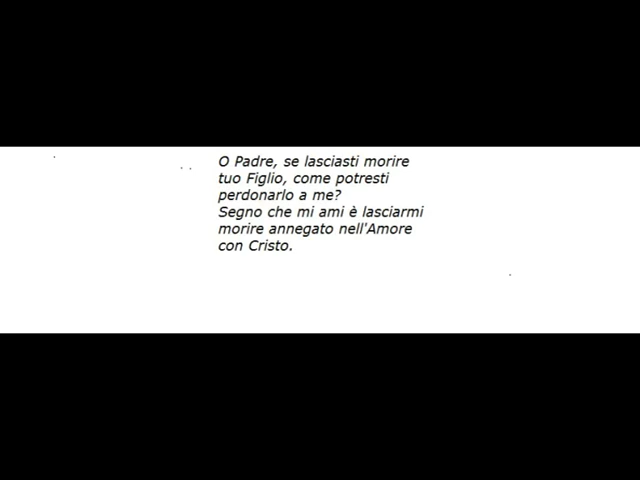 O Padre, se lasciasti morire
tuo Figlio, come potresti
perdonarlo a me?
Segno che mi ami è lasciarmi
morire annegato nell'Amore
con Cristo.